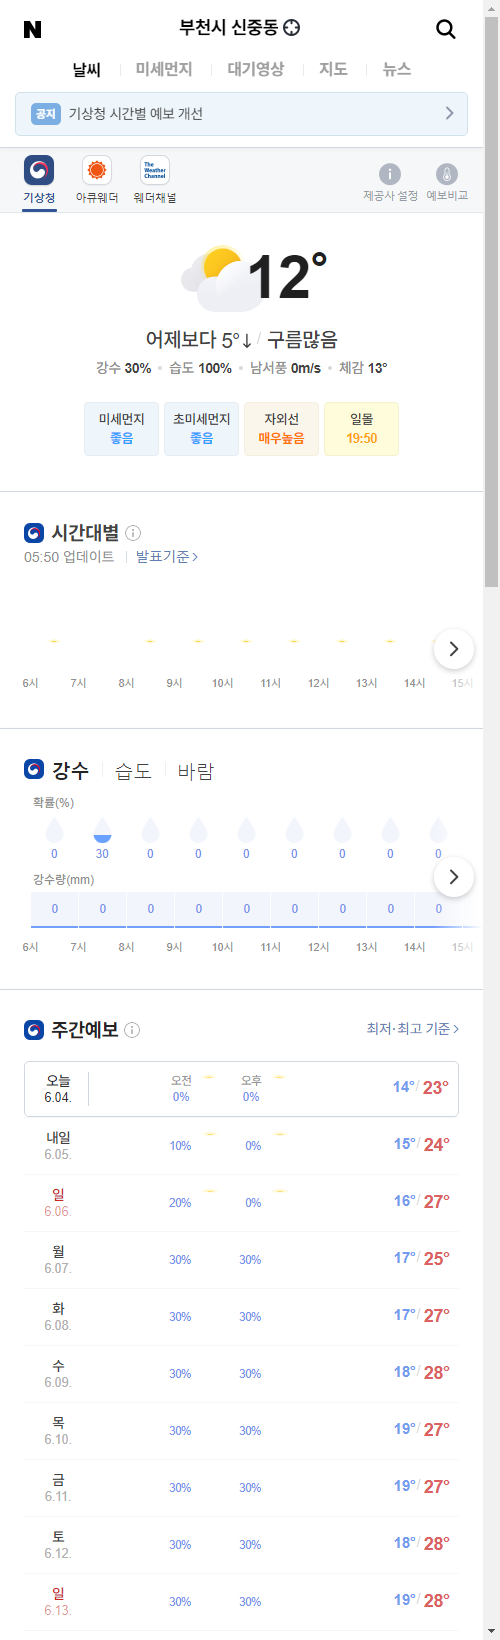 N 부천시 신중동
날씨 미세먼지 대기영상 지도 뉴스
공지 기상청 시간별 예보 개선
The Weather Channel
기상청 아큐웨더 웨더채널 제공사 설정 예보비교
12°
어제보다 5°↓ / 구름많음
강수 30% 습도 100% 남서풍 0m/s 체감 13°
미세먼지 초미세먼지 자외선 일몰
좋음 좋음 매우높음 19:50
시간대별
05:50 업데이트 발표기준 >
6시 7시 8시 9시 10시 11시 12시 13시 14시 15시
강수 습도 바람
확률(%)
0 30 0 0 0 0 0 0 0
강수량(mm)
0 0 0 0 0 0 0 0 0
6시 7시 8시 9시 10시 11시 12시 13시 14시 15시
주간예보 최저·최고 기준 >
오늘 오전 오후
6.04. 0% 0% 14°/ 23°
내일
6.05. 10% 0% 15°/ 24°
일
6.06. 20% 0% 16°/ 27°
월
6.07. 30% 30% 17°/ 25°
화
6.08. 30% 30% 17°/ 27°
수
6.09. 30% 30% 18°/ 28°
목
6.10. 30% 30% 19°/ 27°
금
6.11. 30% 30% 19°/ 27°
토
6.12. 30% 30% 18°/ 28°
일
6.13. 30% 30% 19°/ 28°